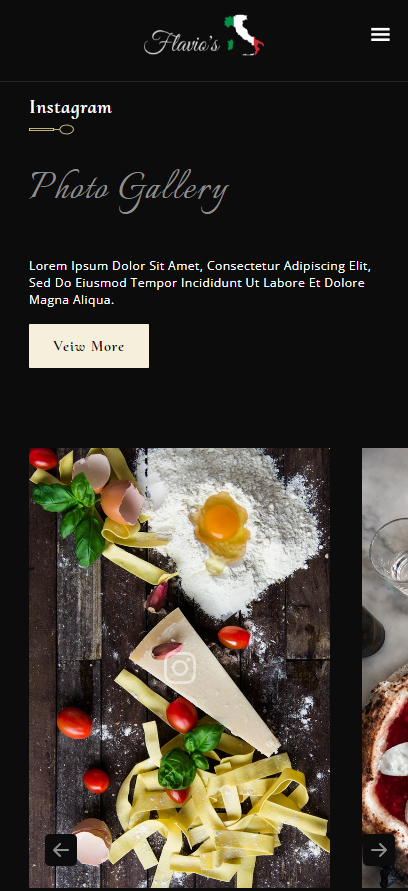 Flavio's
Instagram
Photo Gallery
Lorem Ipsum Dolor Sit Amet, Consectetur Adipiscing Elit,
Sed Do Eiusmod Tempor Incididunt Ut Labore Et Dolore
Magna Aliqua.
Veiw More